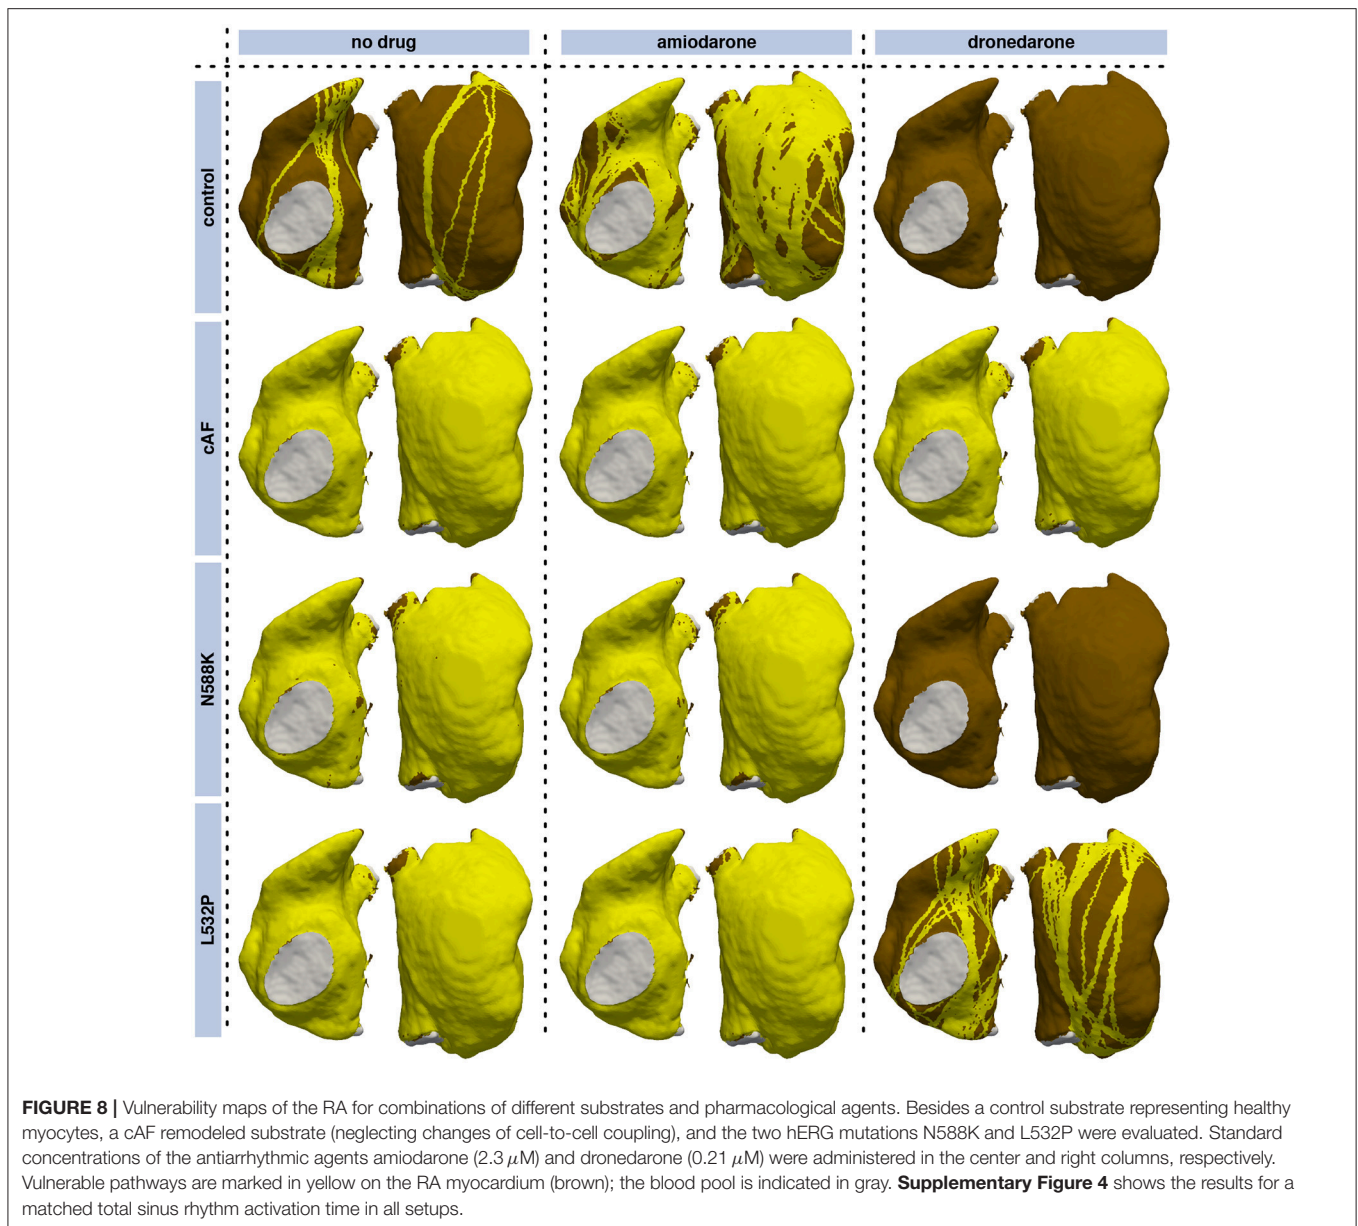 no drug
amiodarone
dronedarone
control
cAF
N588K
L532P
FIGURE 8 | Vulnerability maps of the RA for combinations of different substrates and pharmacological agents. Besides a control substrate representing healthy
myocytes, a cAF remodeled substrate (neglecting changes of cell-to-cell coupling), and the two hERG mutations N588K and L532P were evaluated. Standard
concentrations of the antiarrhythmic agents amiodarone (2.3 μM) and dronedarone (0.21 μM) were administered in the center and right columns, respectively.
Vulnerable pathways are marked in yellow on the RA myocardium (brown); the blood pool is indicated in gray. Supplementary Figure 4 shows the results for a
matched total sinus rhythm activation time in all setups.